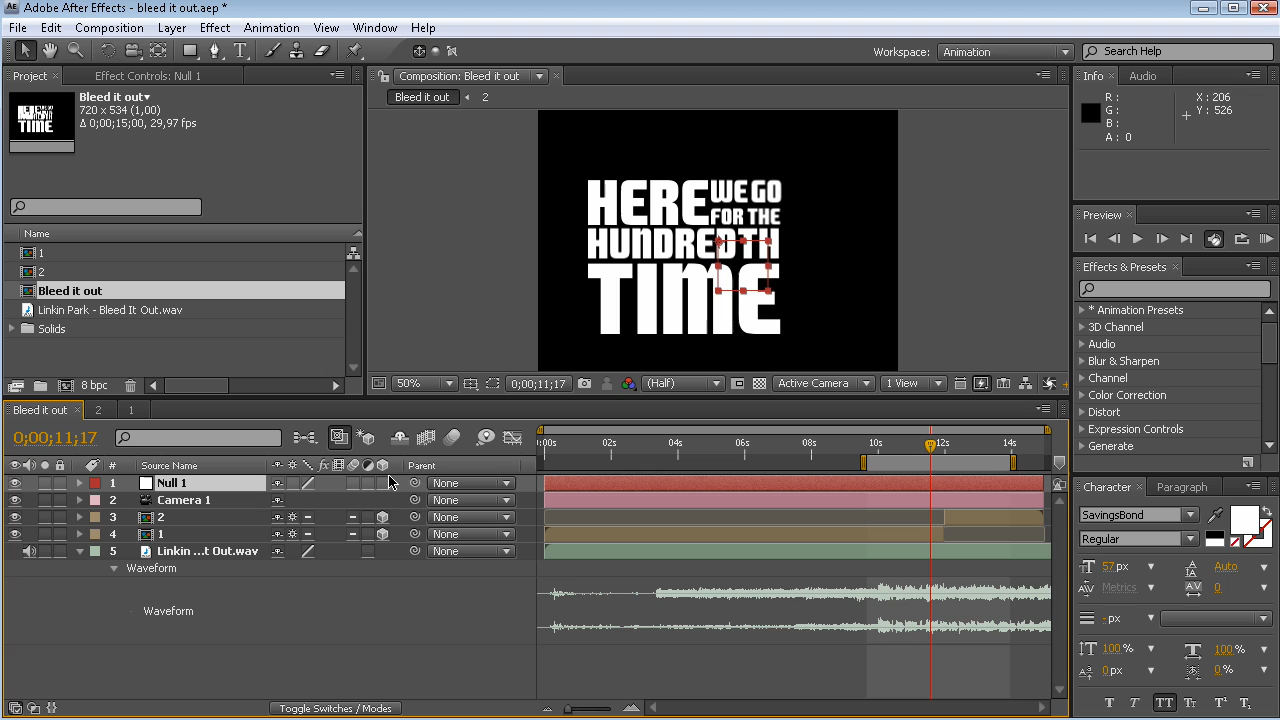 Adobe After Effects - bleed it out.aep *
File Edit Composition Layer Effect Animation View Window Help
Workspace: Animation Search Help
Project Effect Controls: Null 1 Composition: Bleed it out Info Audio
Bleed it out 2
Bleed it out
720 x 534 (1,00)
Δ 0;00;15;00, 29,97 fps
R : X : 206
G : Y : 526
B :
A : 0
HERE WE GO
FOR THE
HUNDREDTH
TIME
Preview
Name
1
2
Bleed it out
Linkin Park - Bleed It Out.wav
Solids
Effects & Presets
* Animation Presets
3D Channel
Audio
Blur & Sharpen
Channel
Color Correction
Distort
Expression Controls
Generate
8 bpc
50% 0;00;11;17 (Half) Active Camera 1 View
Bleed it out 2 1
0;00;11;17
:00s 02s 04s 06s 08s 10s 12s 14s
# Source Name Parent
1 Null 1 None
2 Camera 1 None
3 2 None
4 1 None
5 Linkin ...t Out.wav None
Waveform
Waveform
Toggle Switches / Modes
Character Paragraph
SavingsBond
Regular
57 px Auto
Metrics 0
- px
100 % 100 %
0 px 0 %
T T TT Tr T¹ T₁